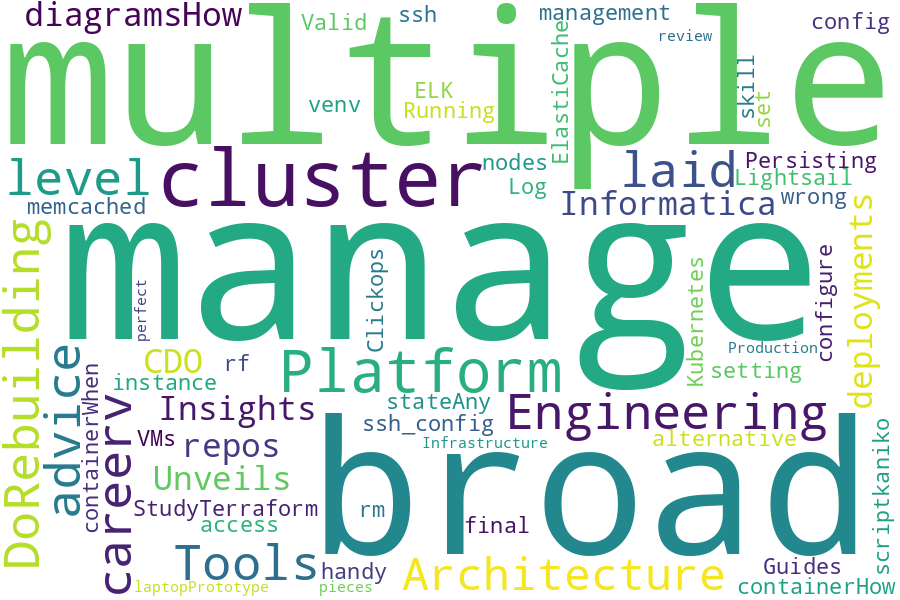 diagramsHow
Valid
ssh
management
config
review
multiple
ElastiCache
skill
set
ELK
Running
venv
level
cluster
nodes
Log
laid
Persisting
Lightsail
memcached
Informatica
wrong
DoRebuilding
manage
deployments
Clickops
Kubernetes
configure
perfect
Production
advice
CDO
rf
Platform
setting
instance
containerWhen
careerv
Insights
stateAny
ssh_config
Engineering
Infrastructure
alternative
VMs
repos
broad
scriptkaniko
Unveils
StudyTerraform
rm
access
final
Tools
handy
Architecture
Guides
containerHow
laptopPrototype
pieces